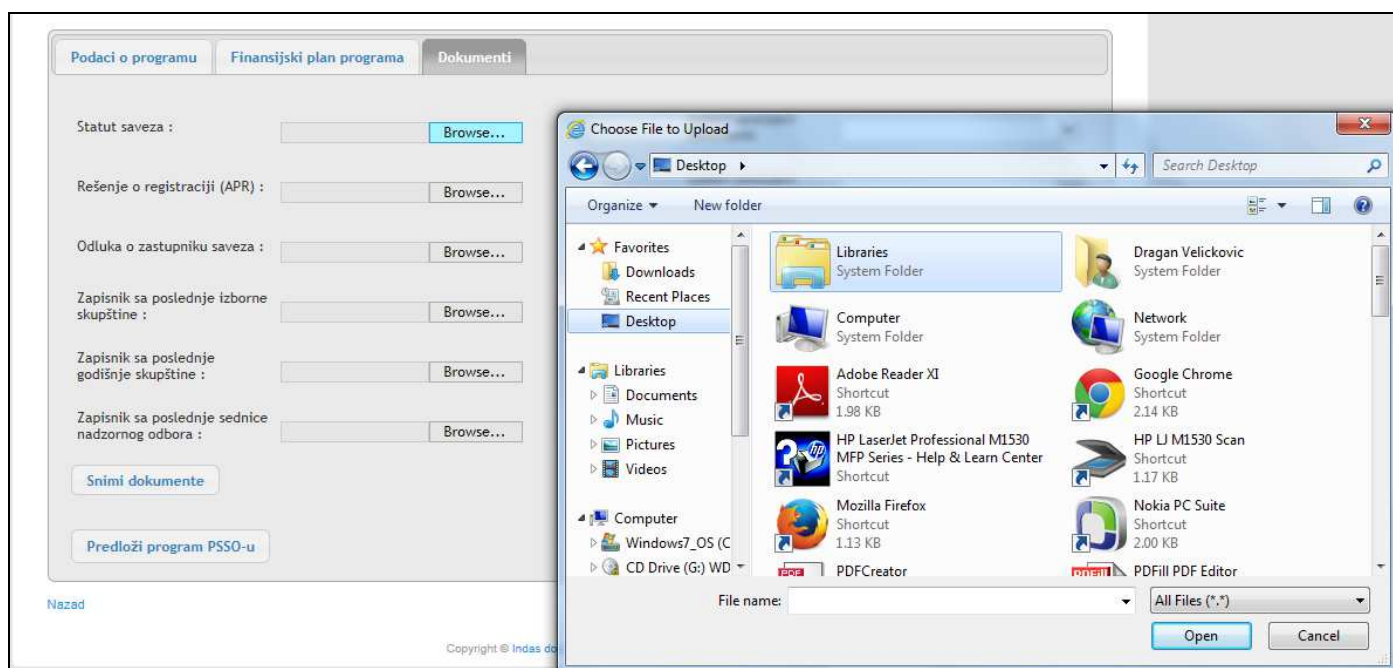 Podaci o programu
Finansijski plan programa
Dokumenti
Statut saveza :
Browse...
Rešenje o registraciji (APR) :
Browse...
Odluka o zastupniku saveza :
Browse...
Zapisnik sa poslednje izborne
skupštine :
Browse...
Zapisnik sa poslednje
godišnje skupštine :
Browse...
Zapisnik sa poslednje sednice
nadzornog odbora :
Browse...
Snimi dokumente
Predloži program PSSO-u
Nazad
Copyright © Indas do
Choose File to Upload
Desktop
Search Desktop
Organize
New folder
Favorites
Downloads
Recent Places
Desktop
Libraries
Documents
Music
Pictures
Videos
Computer
Windows7_OS (C
CD Drive (G:) WD
Libraries
System Folder
Dragan Velickovic
System Folder
Computer
System Folder
Network
System Folder
Adobe Reader XI
Shortcut
1.98 KB
Google Chrome
Shortcut
2.14 KB
HP LaserJet Professional M1530
MFP Series - Help & Learn Center
Shortcut
HP LJ M1530 Scan
Shortcut
1.17 KB
Mozilla Firefox
Shortcut
1.13 KB
Nokia PC Suite
Shortcut
2.00 KB
PDFCreator
PDFill PDF Editor
File name:
All Files (*.*)
Open
Cancel